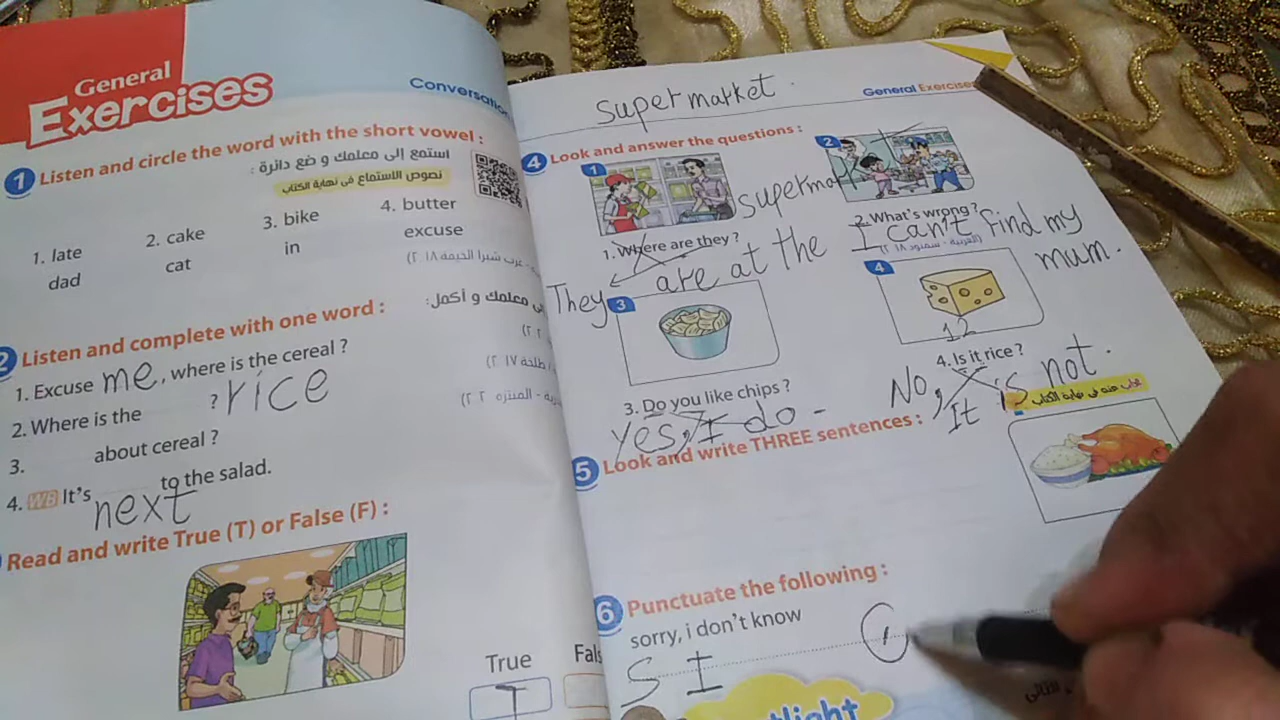 General
Exercises
1 Listen and circle the word with the short vowel :
استمع إلى معلمك و ضع دائرة :
نصوص الاستماع فى نهاية الكتاب
1. late
dad
2. cake
cat
3. bike
in
4. butter
excuse
2 Listen and complete with one word :
معلمك و أكمل :
1. Excuse me, where is the cereal ?
2. Where is the ? rice
3. about cereal ?
4. WB It's next to the salad.
Read and write True (T) or False (F) :
True
T
supermarket
General
4 Look and answer the questions :
1
2
1. Where are they ?
They are at the
2. What's wrong ?
I can't find my
mum.
3
4
12
3. Do you like chips ?
Yes, I do -
4. Is it rice ?
No, It is not.
5 Look and write THREE sentences :
6 Punctuate the following :
sorry, i don't know
S I